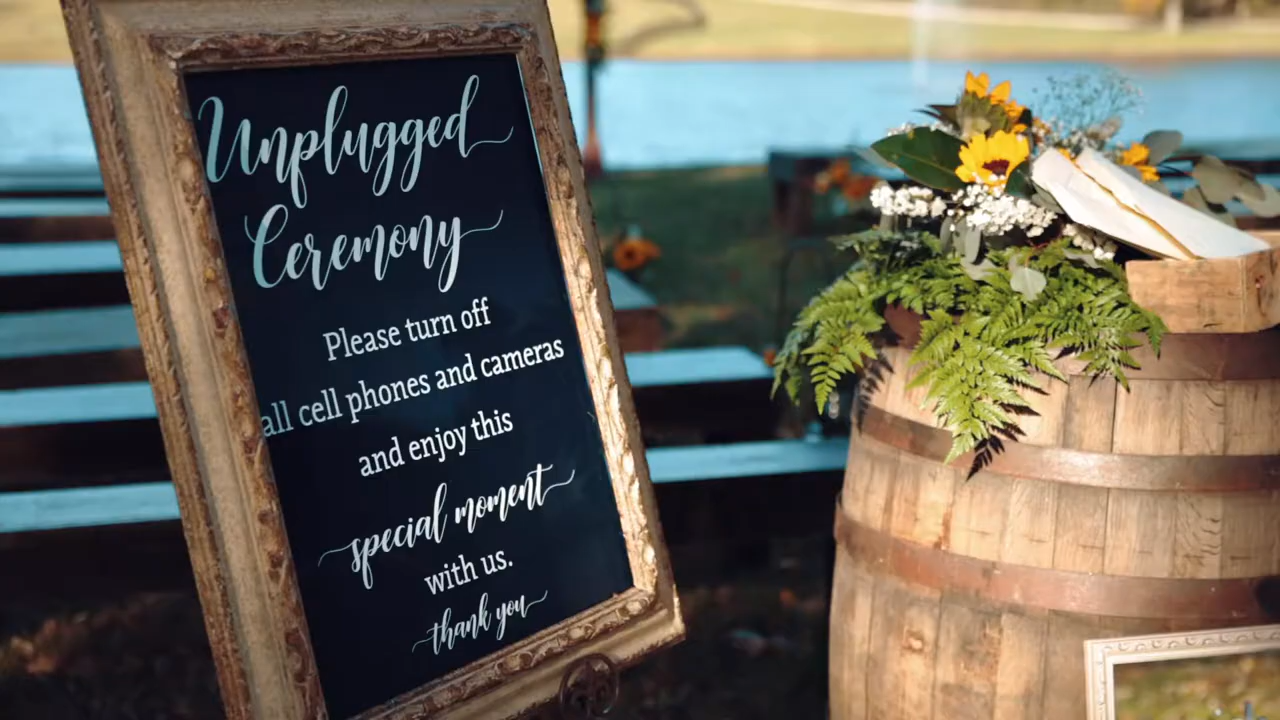 Unplugged
Ceremony
Please turn off
all cell phones and cameras
and enjoy this
special moment
with us.
thank you